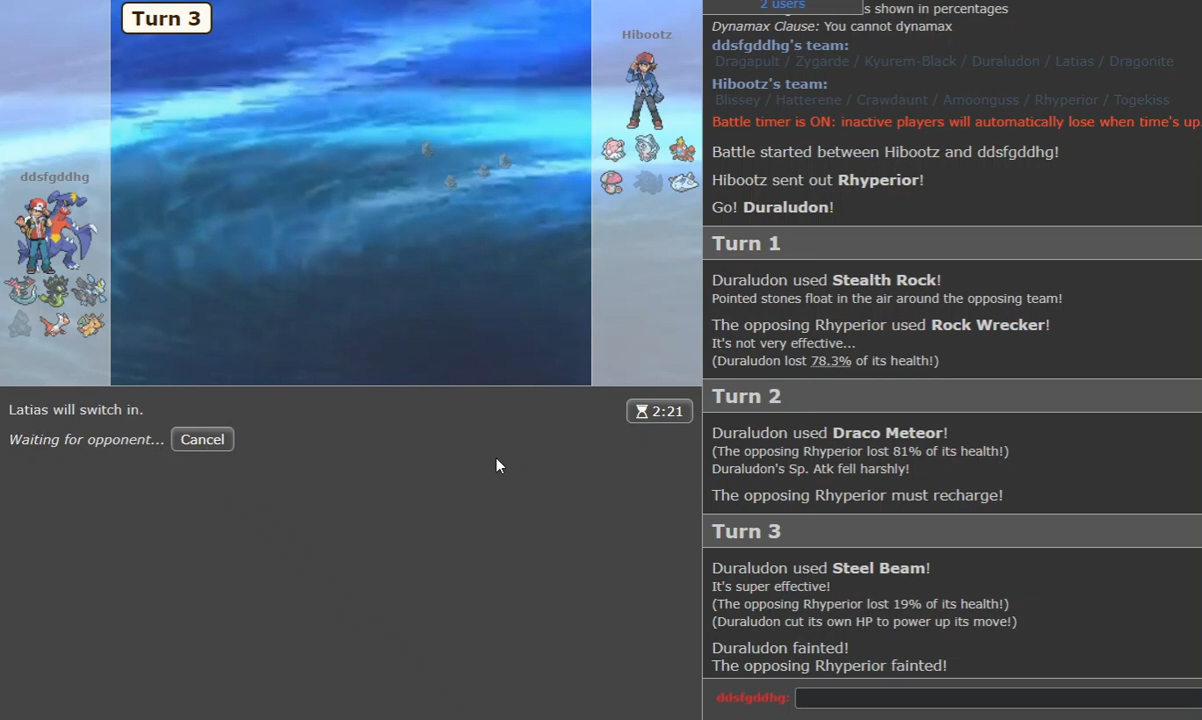 Turn 3
ddsfgddhg
Hibootz
Latias will switch in.
Waiting for opponent... Cancel
2:21
2 users
s shown in percentages
Dynamax Clause: You cannot dynamax
ddsfgddhg's team:
Dragapult / Zygarde / Kyurem-Black / Duraludon / Latias / Dragonite
Hibootz's team:
Blissey / Hatterene / Crawdaunt / Amoonguss / Rhyperior / Togekiss
Battle timer is ON: inactive players will automatically lose when time's up
Battle started between Hibootz and ddsfgddhg!
Hibootz sent out Rhyperior!
Go! Duraludon!
Turn 1
Duraludon used Stealth Rock!
Pointed stones float in the air around the opposing team!
The opposing Rhyperior used Rock Wrecker!
It's not very effective...
(Duraludon lost 78.3% of its health!)
Turn 2
Duraludon used Draco Meteor!
(The opposing Rhyperior lost 81% of its health!)
Duraludon's Sp. Atk fell harshly!
The opposing Rhyperior must recharge!
Turn 3
Duraludon used Steel Beam!
It's super effective!
(The opposing Rhyperior lost 19% of its health!)
(Duraludon cut its own HP to power up its move!)
Duraludon fainted!
The opposing Rhyperior fainted!
ddsfgddhg: